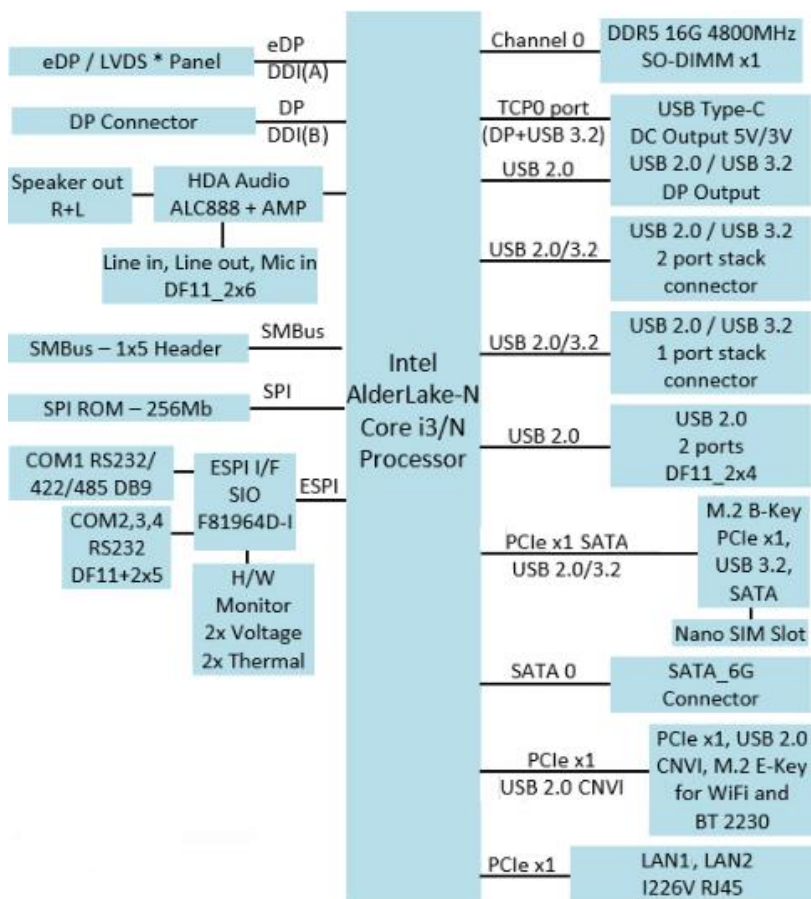 eDP / LVDS * Panel
eDP
DDI(A)
DP Connector
DP
DDI(B)
Speaker out
R+L
HDA Audio
ALC888 + AMP
Line in, Line out, Mic in
DF11_2x6
SMBus – 1x5 Header
SMBus
SPI ROM – 256Mb
SPI
COM1 RS232/
422/485 DB9
COM2,3,4
RS232
DF11+2x5
ESPI I/F
SIO
F81964D-I
ESPI
H/W
Monitor
2x Voltage
2x Thermal
Intel
AlderLake-N
Core i3/N
Processor
Channel 0
DDR5 16G 4800MHz
SO-DIMM x1
TCP0 port
(DP+USB 3.2)
USB 2.0
USB Type-C
DC Output 5V/3V
USB 2.0 / USB 3.2
DP Output
USB 2.0/3.2
USB 2.0 / USB 3.2
2 port stack
connector
USB 2.0/3.2
USB 2.0 / USB 3.2
1 port stack
connector
USB 2.0
USB 2.0
2 ports
DF11_2x4
PCIe x1 SATA
USB 2.0/3.2
M.2 B-Key
PCIe x1,
USB 3.2,
SATA
Nano SIM Slot
SATA 0
SATA_6G
Connector
PCIe x1
USB 2.0 CNVI
PCIe x1, USB 2.0
CNVI, M.2 E-Key
for WiFi and
BT 2230
PCIe x1
LAN1, LAN2
I226V RJ45